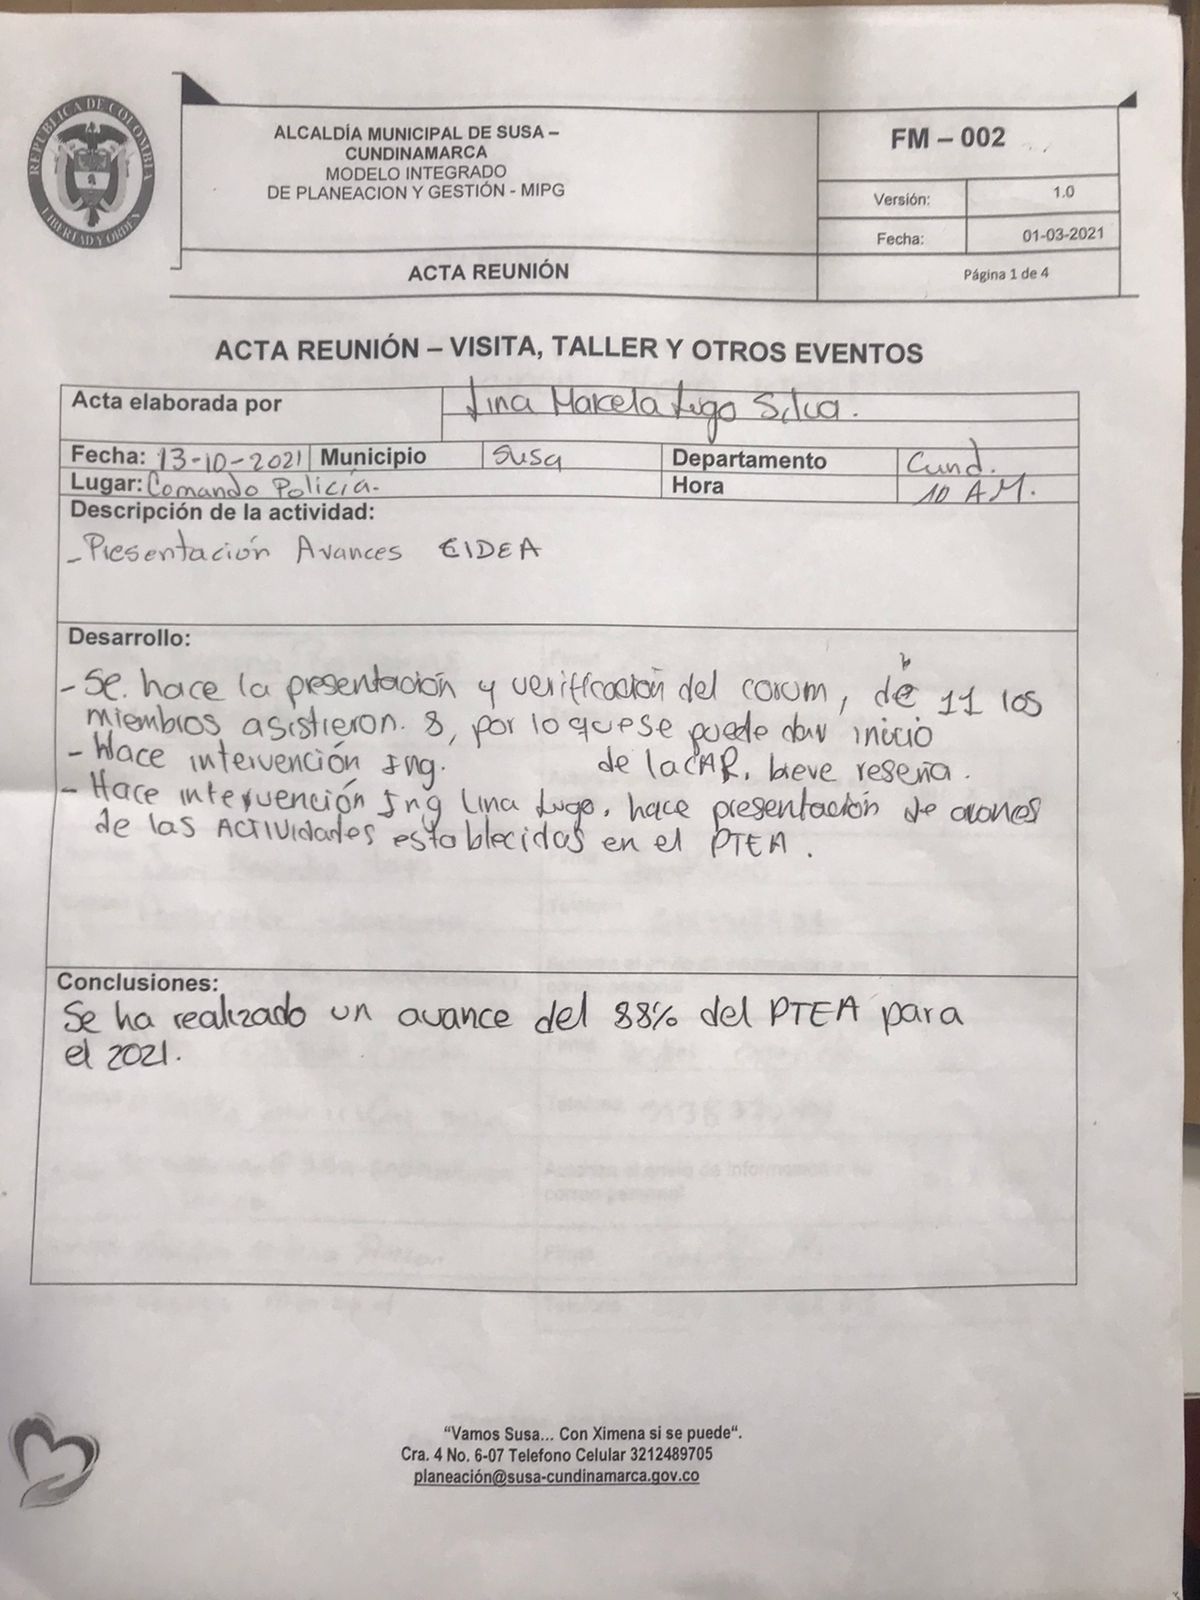 REPÚBLICA DE COLOMBIA
LIBERTAD Y ORDEN
ALCALDÍA MUNICIPAL DE SUSA –
CUNDINAMARCA
MODELO INTEGRADO
DE PLANEACION Y GESTIÓN - MIPG
FM – 002
Versión: 1.0
Fecha: 01-03-2021
ACTA REUNIÓN
Página 1 de 4
ACTA REUNIÓN – VISITA, TALLER Y OTROS EVENTOS
Acta elaborada por Lina Marcela Lugo Silva.
Fecha: 13-10-2021 Municipio Susa Departamento Cund.
Lugar: Comando Policía. Hora 10 A.M.
Descripción de la actividad:
- Presentación Avances CIDEA
Desarrollo:
- Se. hace la presentación y verificación del corum, de 11 los
miembros asistieron. 8, por lo que se puede dar inicio
- Hace intervención Ing. de la CAR, breve reseña.
- Hace intervención Ing Lina Lugo, hace presentación de avances
de las Actividades establecidas en el PTEA.
Conclusiones:
Se ha realizado un avance del 88% del PTEA para
el 2021.
“Vamos Susa... Con Ximena si se puede“.
Cra. 4 No. 6-07 Telefono Celular 3212489705
planeación@susa-cundinamarca.gov.co